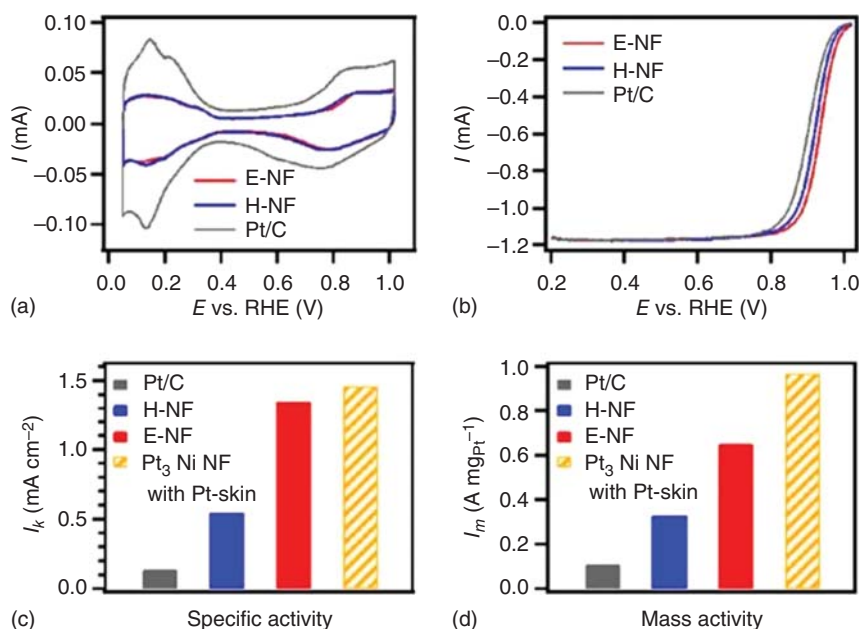 0.10
0.05
0.00
−0.05
−0.10
I (mA)
E-NF
H-NF
Pt/C
0.0 0.2 0.4 0.6 0.8 1.0
E vs. RHE (V)
(a)
0.0
−0.2
−0.4
−0.6
−0.8
−1.0
−1.2
I (mA)
E-NF
H-NF
Pt/C
0.2 0.4 0.6 0.8 1.0
E vs. RHE (V)
(b)
1.5
1.0
0.5
0.0
I_k (mA cm⁻²)
Pt/C
H-NF
E-NF
Pt₃ Ni NF
with Pt-skin
(c)
Specific activity
1.0
0.8
0.6
0.4
0.2
0.0
I_m (A mg_Pt⁻¹)
Pt/C
H-NF
E-NF
Pt₃ Ni NF
with Pt-skin
(d)
Mass activity